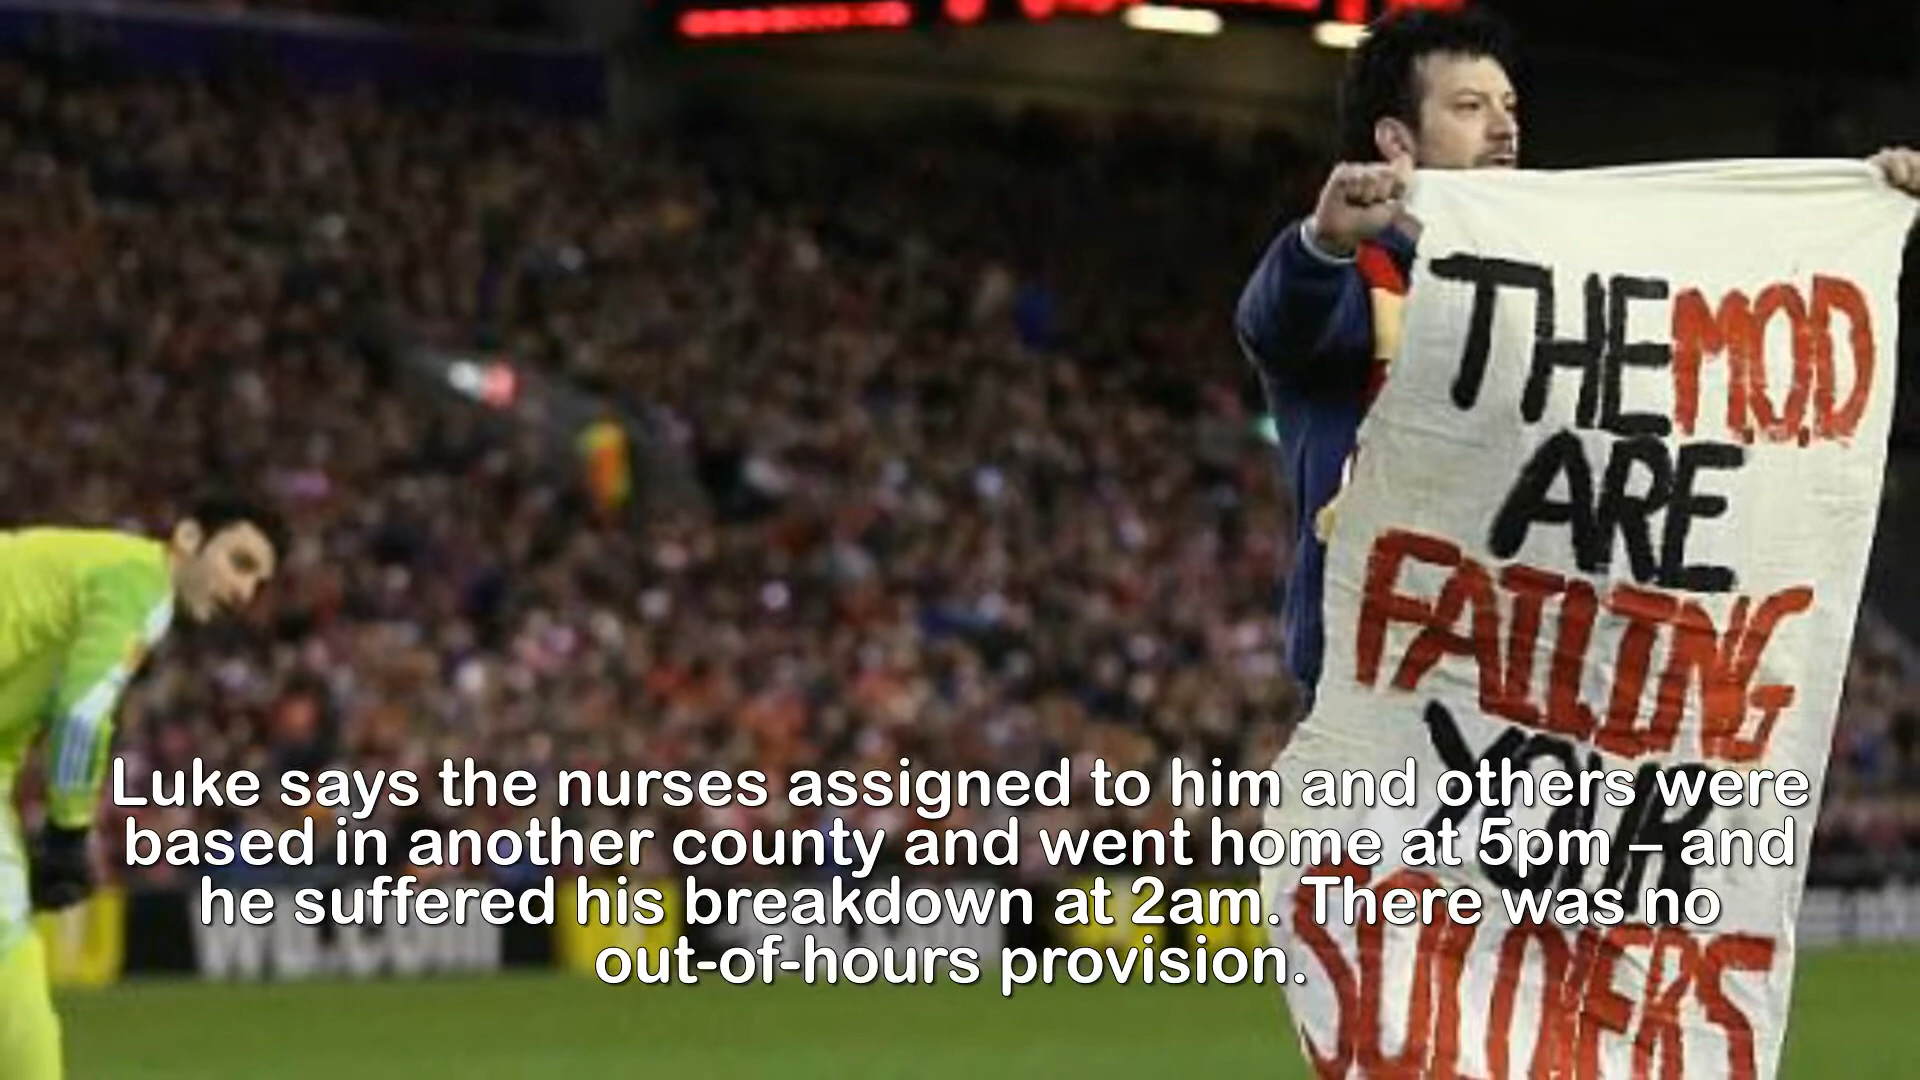 THE MOD
ARE
FAILING
YOUR
SOLDIERS
Luke says the nurses assigned to him and others were
based in another county and went home at 5pm – and
he suffered his breakdown at 2am. There was no
out-of-hours provision.